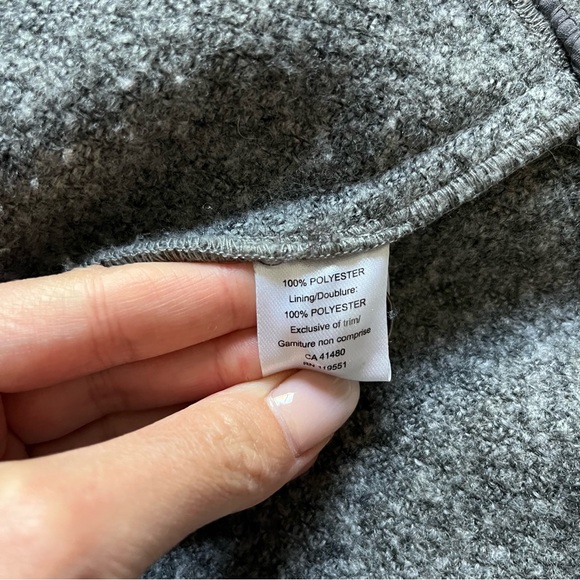 100% POLYESTER
Lining/Doublure:
100% POLYESTER
Exclusive of trim/
Garniture non comprise
CA 41480